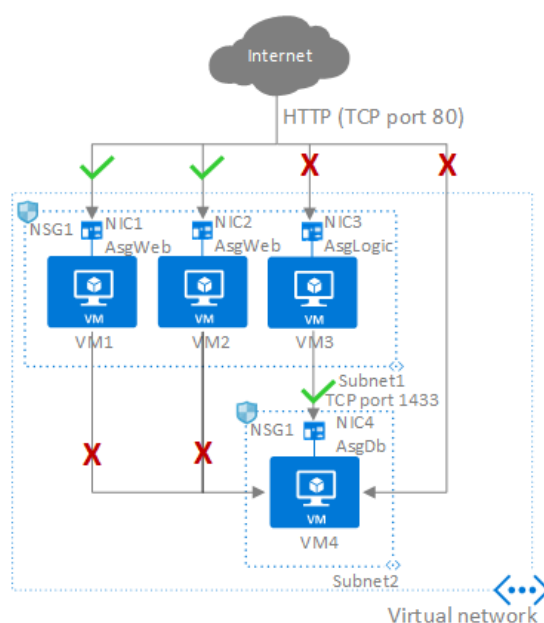 Internet
HTTP (TCP port 80)
X
X
NSG1
NIC1
AsgWeb
NIC2
AsgWeb
NIC3
AsgLogic
VM
VM
VM
VM1
VM2
VM3
Subnet1
TCP port 1433
X
X
NSG1
NIC4
AsgDb
VM
VM4
Subnet2
Virtual network